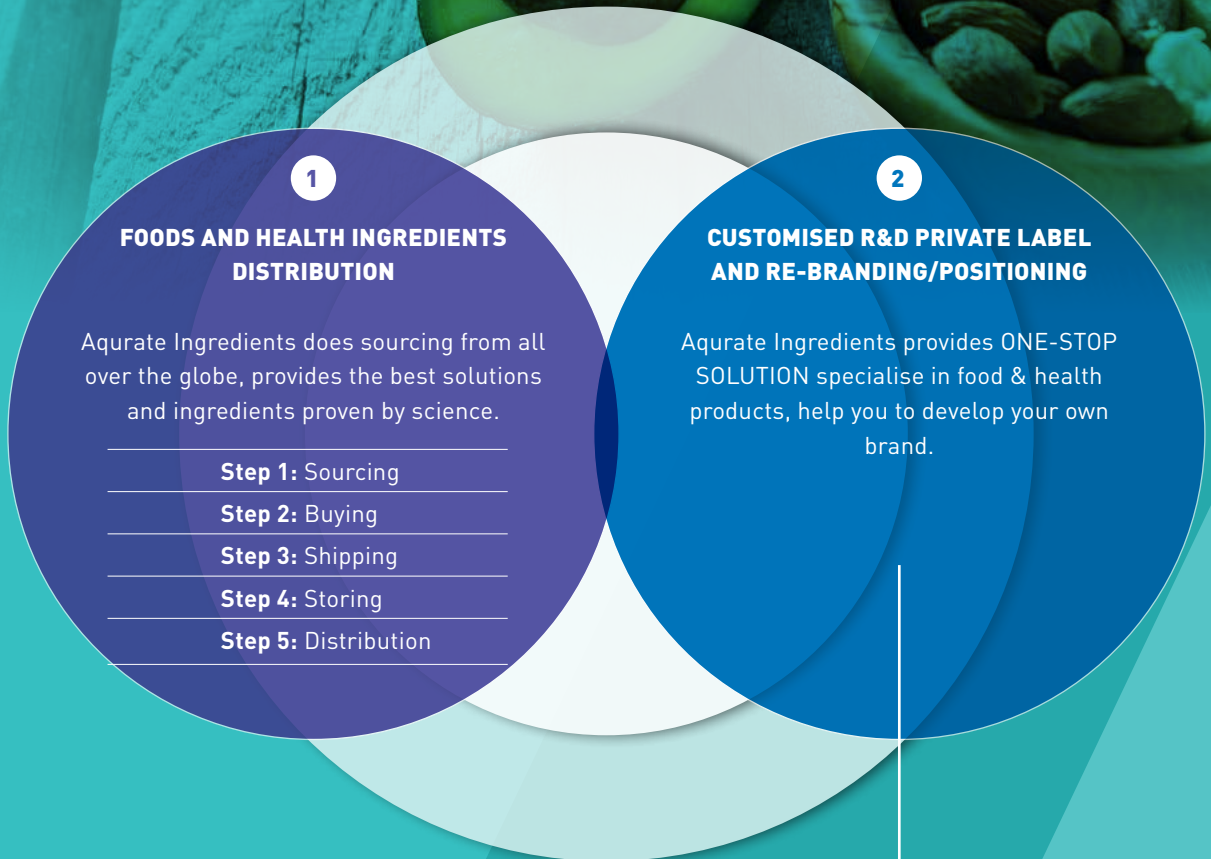 1
FOODS AND HEALTH INGREDIENTS
DISTRIBUTION
Aqurate Ingredients does sourcing from all
over the globe, provides the best solutions
and ingredients proven by science.
Step 1: Sourcing
Step 2: Buying
Step 3: Shipping
Step 4: Storing
Step 5: Distribution
2
CUSTOMISED R&D PRIVATE LABEL
AND RE-BRANDING/POSITIONING
Aqurate Ingredients provides ONE-STOP
SOLUTION specialise in food & health
products, help you to develop your own
brand.